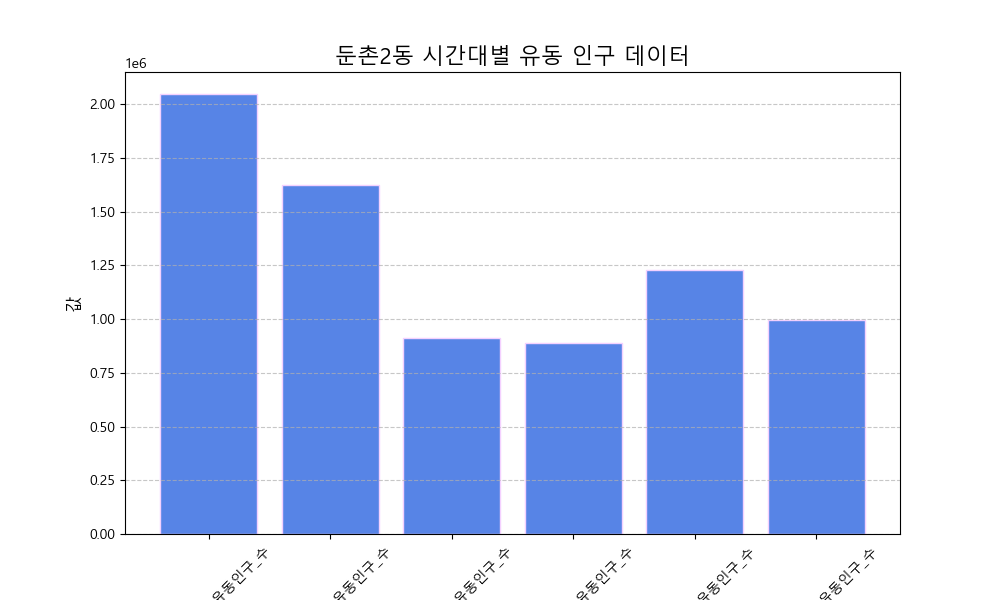 둔촌2동 시간대별 유동 인구 데이터
1e6
2.00
1.75
1.50
1.25
1.00
0.75
0.50
0.25
0.00
값
유동인구_수
유동인구_수
유동인구_수
유동인구_수
유동인구_수
유동인구_수